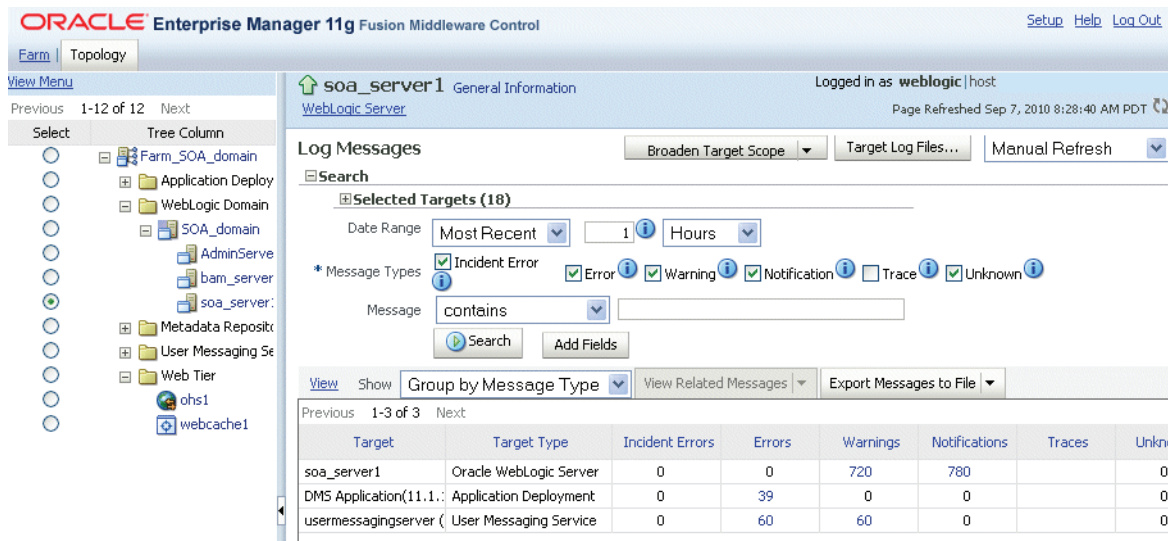 ORACLE Enterprise Manager 11g Fusion Middleware Control
Setup Help Log Out
Farm | Topology
View Menu
Previous 1-12 of 12 Next
Select Tree Column
Farm_SOA_domain
Application Deploy
WebLogic Domain
SOA_domain
AdminServe
bam_server
soa_server:
Metadata Reposito
User Messaging Se
Web Tier
ohs1
webcache1
soa_server1 General Information
Logged in as weblogic|host
WebLogic Server
Page Refreshed Sep 7, 2010 8:28:40 AM PDT
Log Messages
Broaden Target Scope
Target Log Files...
Manual Refresh
Search
Selected Targets (18)
Date Range Most Recent 1 Hours
* Message Types Incident Error Error Warning Notification Trace Unknown
Message contains
Search Add Fields
View Show Group by Message Type View Related Messages Export Messages to File
Previous 1-3 of 3 Next
Target Target Type Incident Errors Errors Warnings Notifications Traces Unkn
soa_server1 Oracle WebLogic Server 0 0 720 780 0
DMS Application(11.1.: Application Deployment 0 39 0 0 0
usermessagingserver ( User Messaging Service 0 60 60 0 0